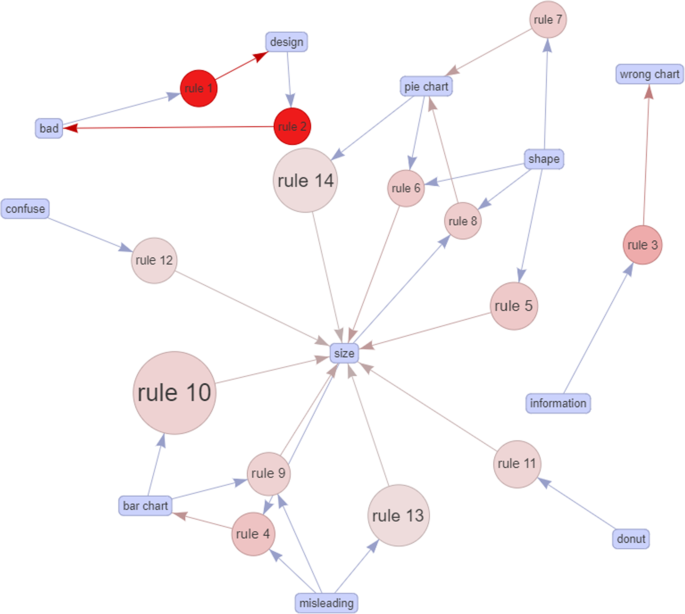 rule 7
design
wrong chart
pie chart
rule 1
bad
rule 2
shape
rule 14
rule 6
confuse
rule 8
rule 3
rule 12
rule 5
size
rule 10
information
rule 11
rule 9
bar chart
rule 13
rule 4
donut
misleading